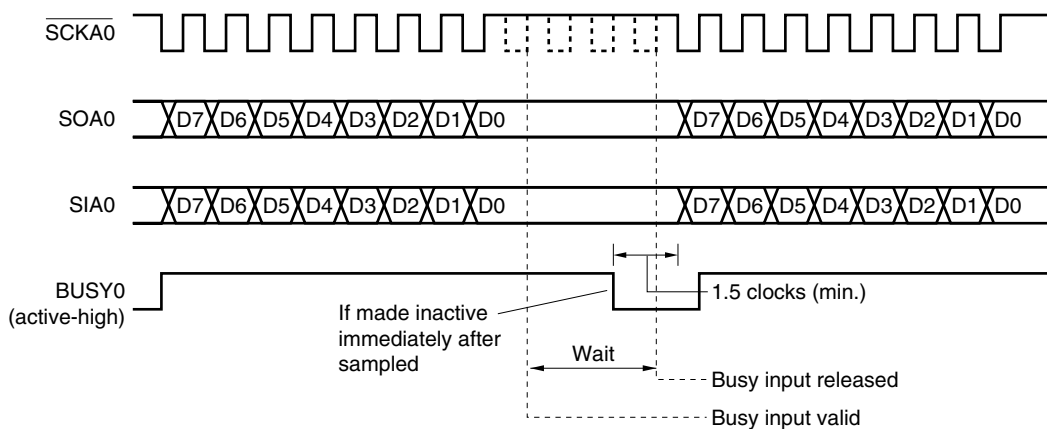 SCKA0
SOA0 D7 D6 D5 D4 D3 D2 D1 D0 D7 D6 D5 D4 D3 D2 D1 D0
SIA0 D7 D6 D5 D4 D3 D2 D1 D0 D7 D6 D5 D4 D3 D2 D1 D0
BUSY0
(active-high)
1.5 clocks (min.)
If made inactive
immediately after
sampled
Wait
Busy input released
Busy input valid